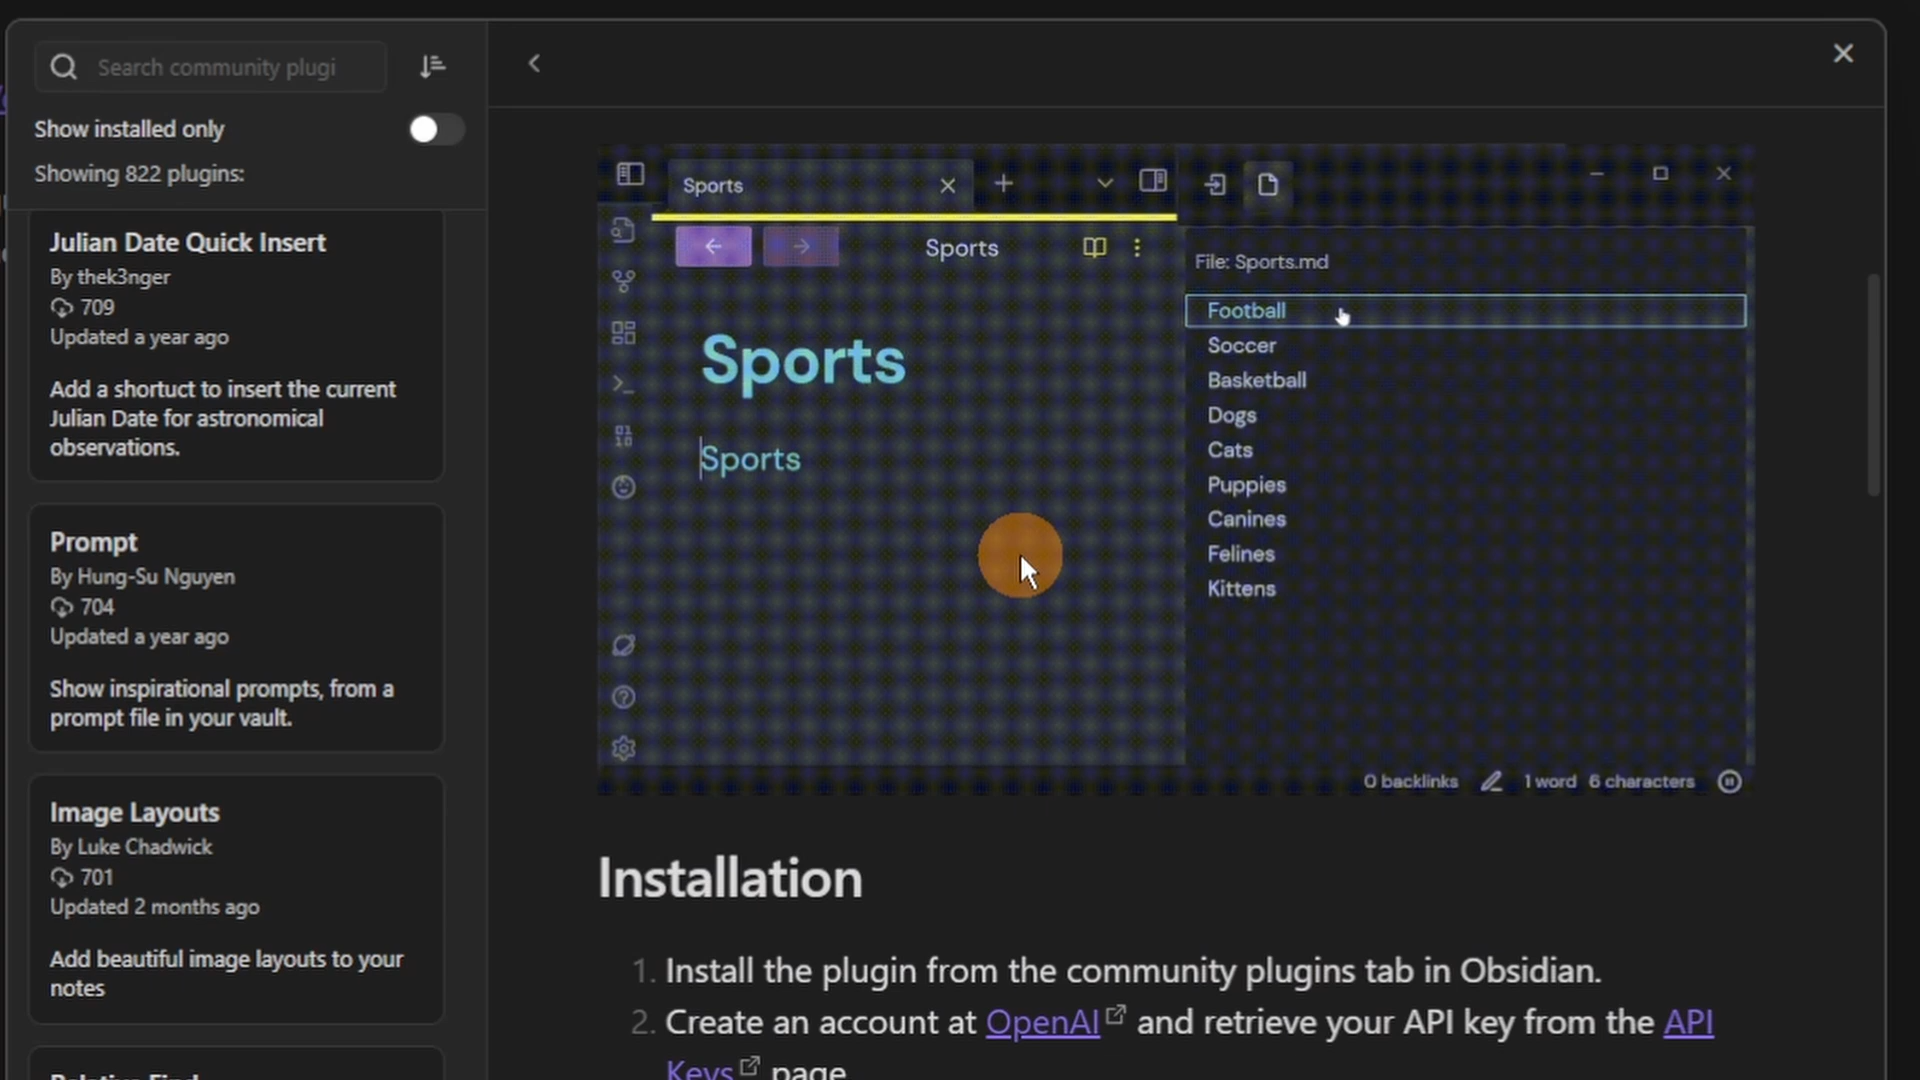 Search community plugi
Show installed only
Showing 822 plugins:
Julian Date Quick Insert
By thek3nger
709
Updated a year ago
Add a shortuct to insert the current
Julian Date for astronomical
observations.
Prompt
By Hung-Su Nguyen
704
Updated a year ago
Show inspirational prompts, from a
prompt file in your vault.
Image Layouts
By Luke Chadwick
701
Updated 2 months ago
Add beautiful image layouts to your
notes
Sports
Sports
Sports
Sports
File: Sports.md
Football
Soccer
Basketball
Dogs
Cats
Puppies
Canines
Felines
Kittens
0 backlinks 1 word 6 characters
Installation
1. Install the plugin from the community plugins tab in Obsidian.
2. Create an account at OpenAI and retrieve your API key from the API
Keys page